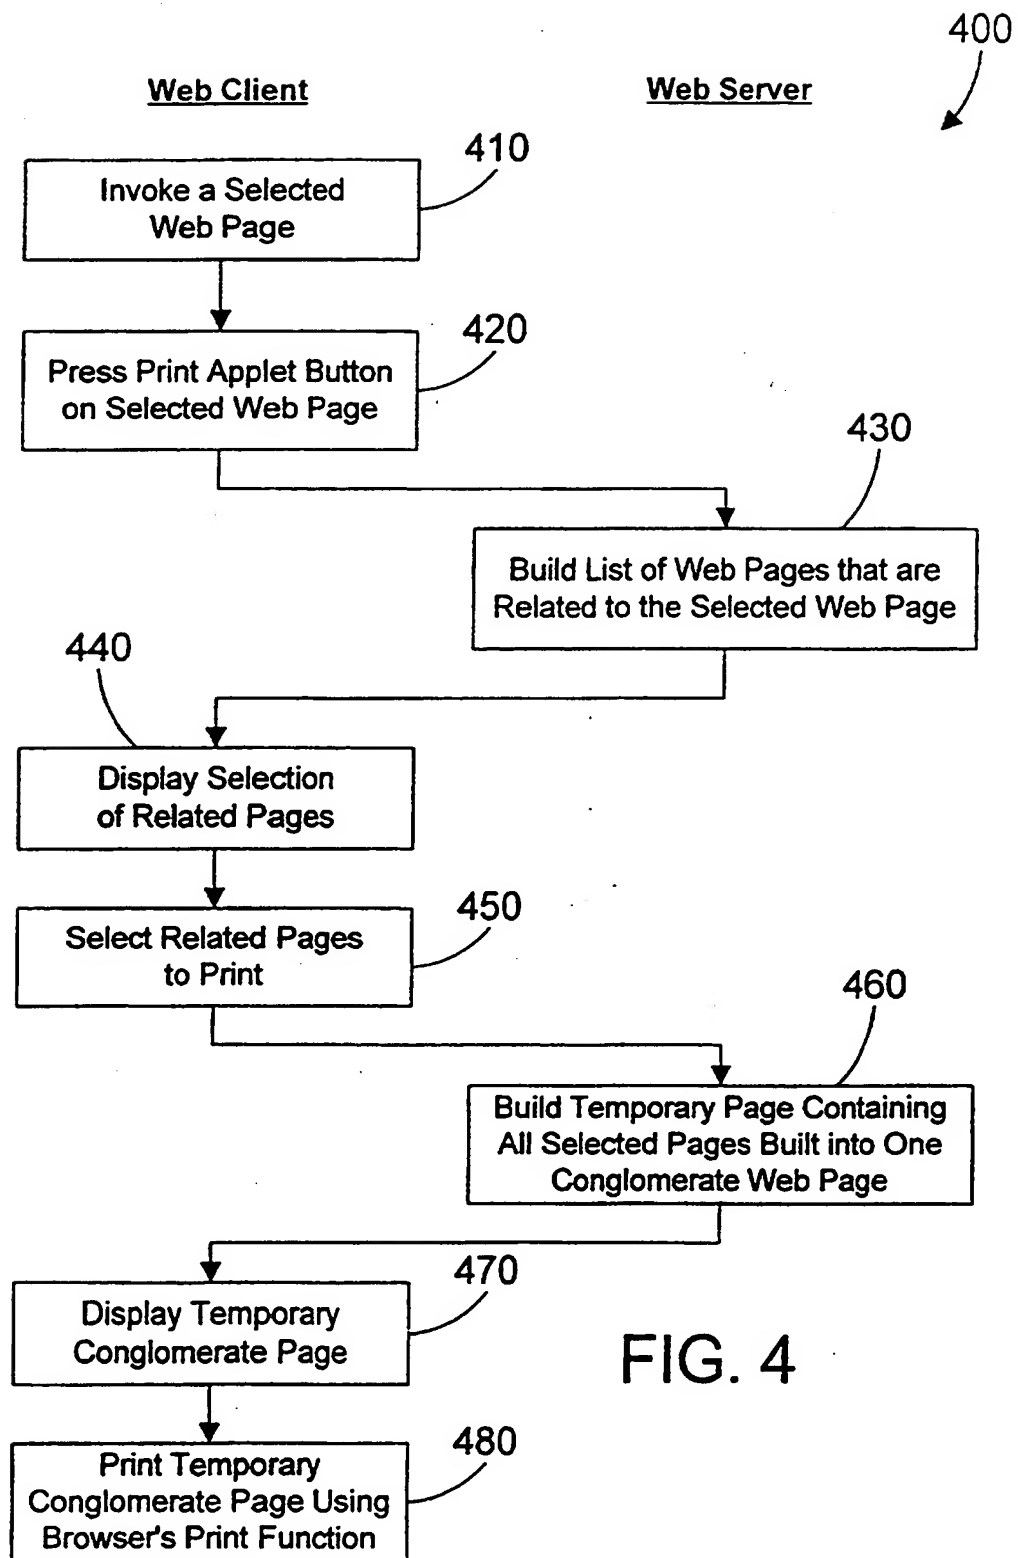 400
Web Client
Web Server
410
Invoke a Selected
Web Page
420
Press Print Applet Button
on Selected Web Page
430
Build List of Web Pages that are
Related to the Selected Web Page
440
Display Selection
of Related Pages
450
Select Related Pages
to Print
460
Build Temporary Page Containing
All Selected Pages Built into One
Conglomerate Web Page
470
Display Temporary
Conglomerate Page
FIG. 4
480
Print Temporary
Conglomerate Page Using
Browser's Print Function